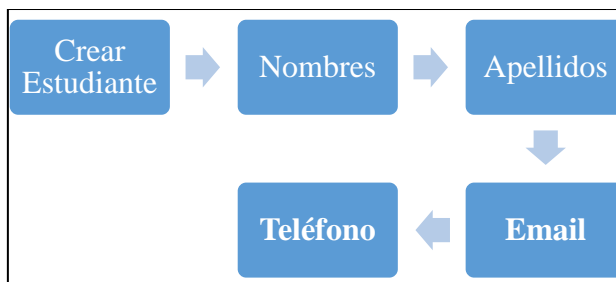 Crear
Estudiante
Nombres
Apellidos
Email
Teléfono